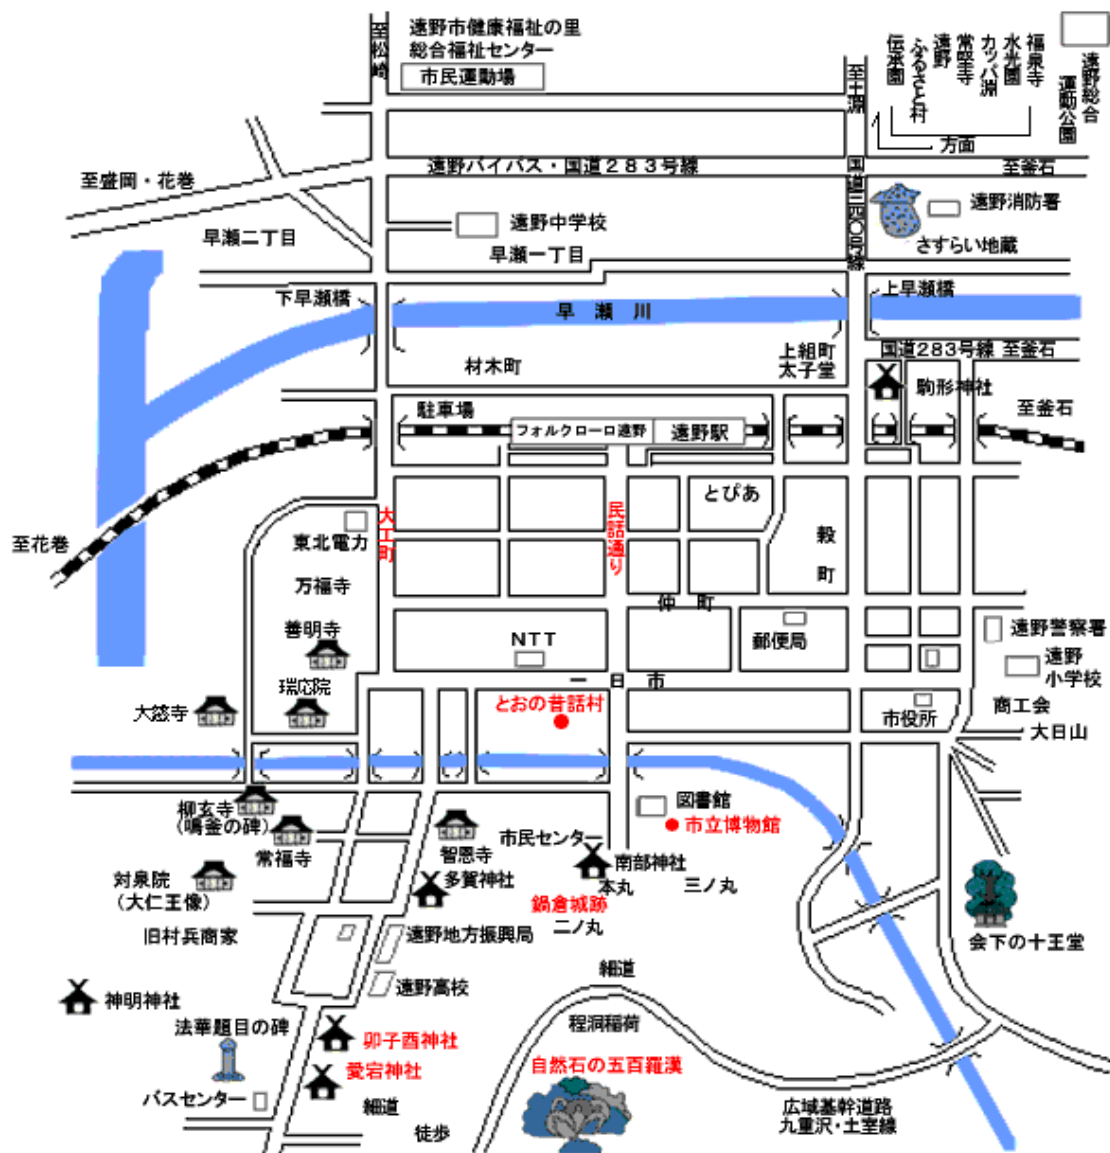 至松崎
遠野市健康福祉の里
総合福祉センター
市民運動場
至土淵
伝承園
ふるさと村
遠野
常堅寺
カッパ淵
水光園
福泉寺
方面
遠野総合
運動公園
至盛岡・花巻
遠野バイパス・国道283号線
国道三四〇号線
至釜石
遠野消防署
さすらい地蔵
遠野中学校
早瀬二丁目
早瀬一丁目
下早瀬橋
早瀬川
上早瀬橋
材木町
上組町
太子堂
国道283号線 至釜石
駒形神社
至釜石
駐車場
フォルクローロ遠野
遠野駅
至花巻
東北電力
大工町
民話通り
とぴあ
穀町
万福寺
善明寺
仲町
NTT
郵便局
遠野警察署
遠野
小学校
瑞応院
大慈寺
一日市
とおの昔話村
市役所
商工会
大日山
柳玄寺
(鳴釜の碑)
常福寺
智恩寺
市民センター
図書館
市立博物館
対泉院
(大仁王像)
多賀神社
南部神社
本丸
三ノ丸
鍋倉城跡
二ノ丸
旧村兵商家
遠野地方振興局
会下の十王堂
神明神社
遠野高校
細道
法華題目の碑
卯子酉神社
程洞稲荷
愛宕神社
自然石の五百羅漢
バスセンター
細道
徒歩
広域基幹道路
九重沢・土室線